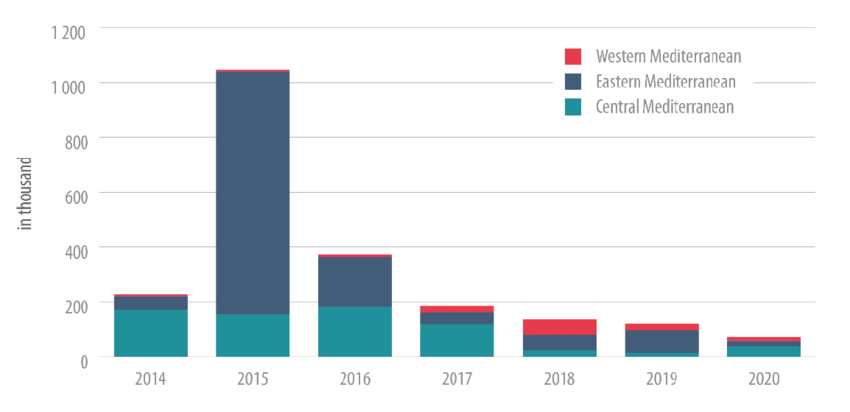 1 200
1 000
800
600
400
200
0
in thousand
Western Mediterranean
Eastern Mediterranean
Central Mediterranean
2014 2015 2016 2017 2018 2019 2020